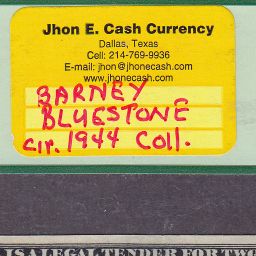 Jhon E. Cash Currency
Dallas, Texas
Cell: 214-769-9936
E-mail: jhon@jhonecash.com
www.jhonecash.com
BARNEY
BLUESTONE
Cir. 1944 Coll.
IS A LEGAL TENDER FOR TWO